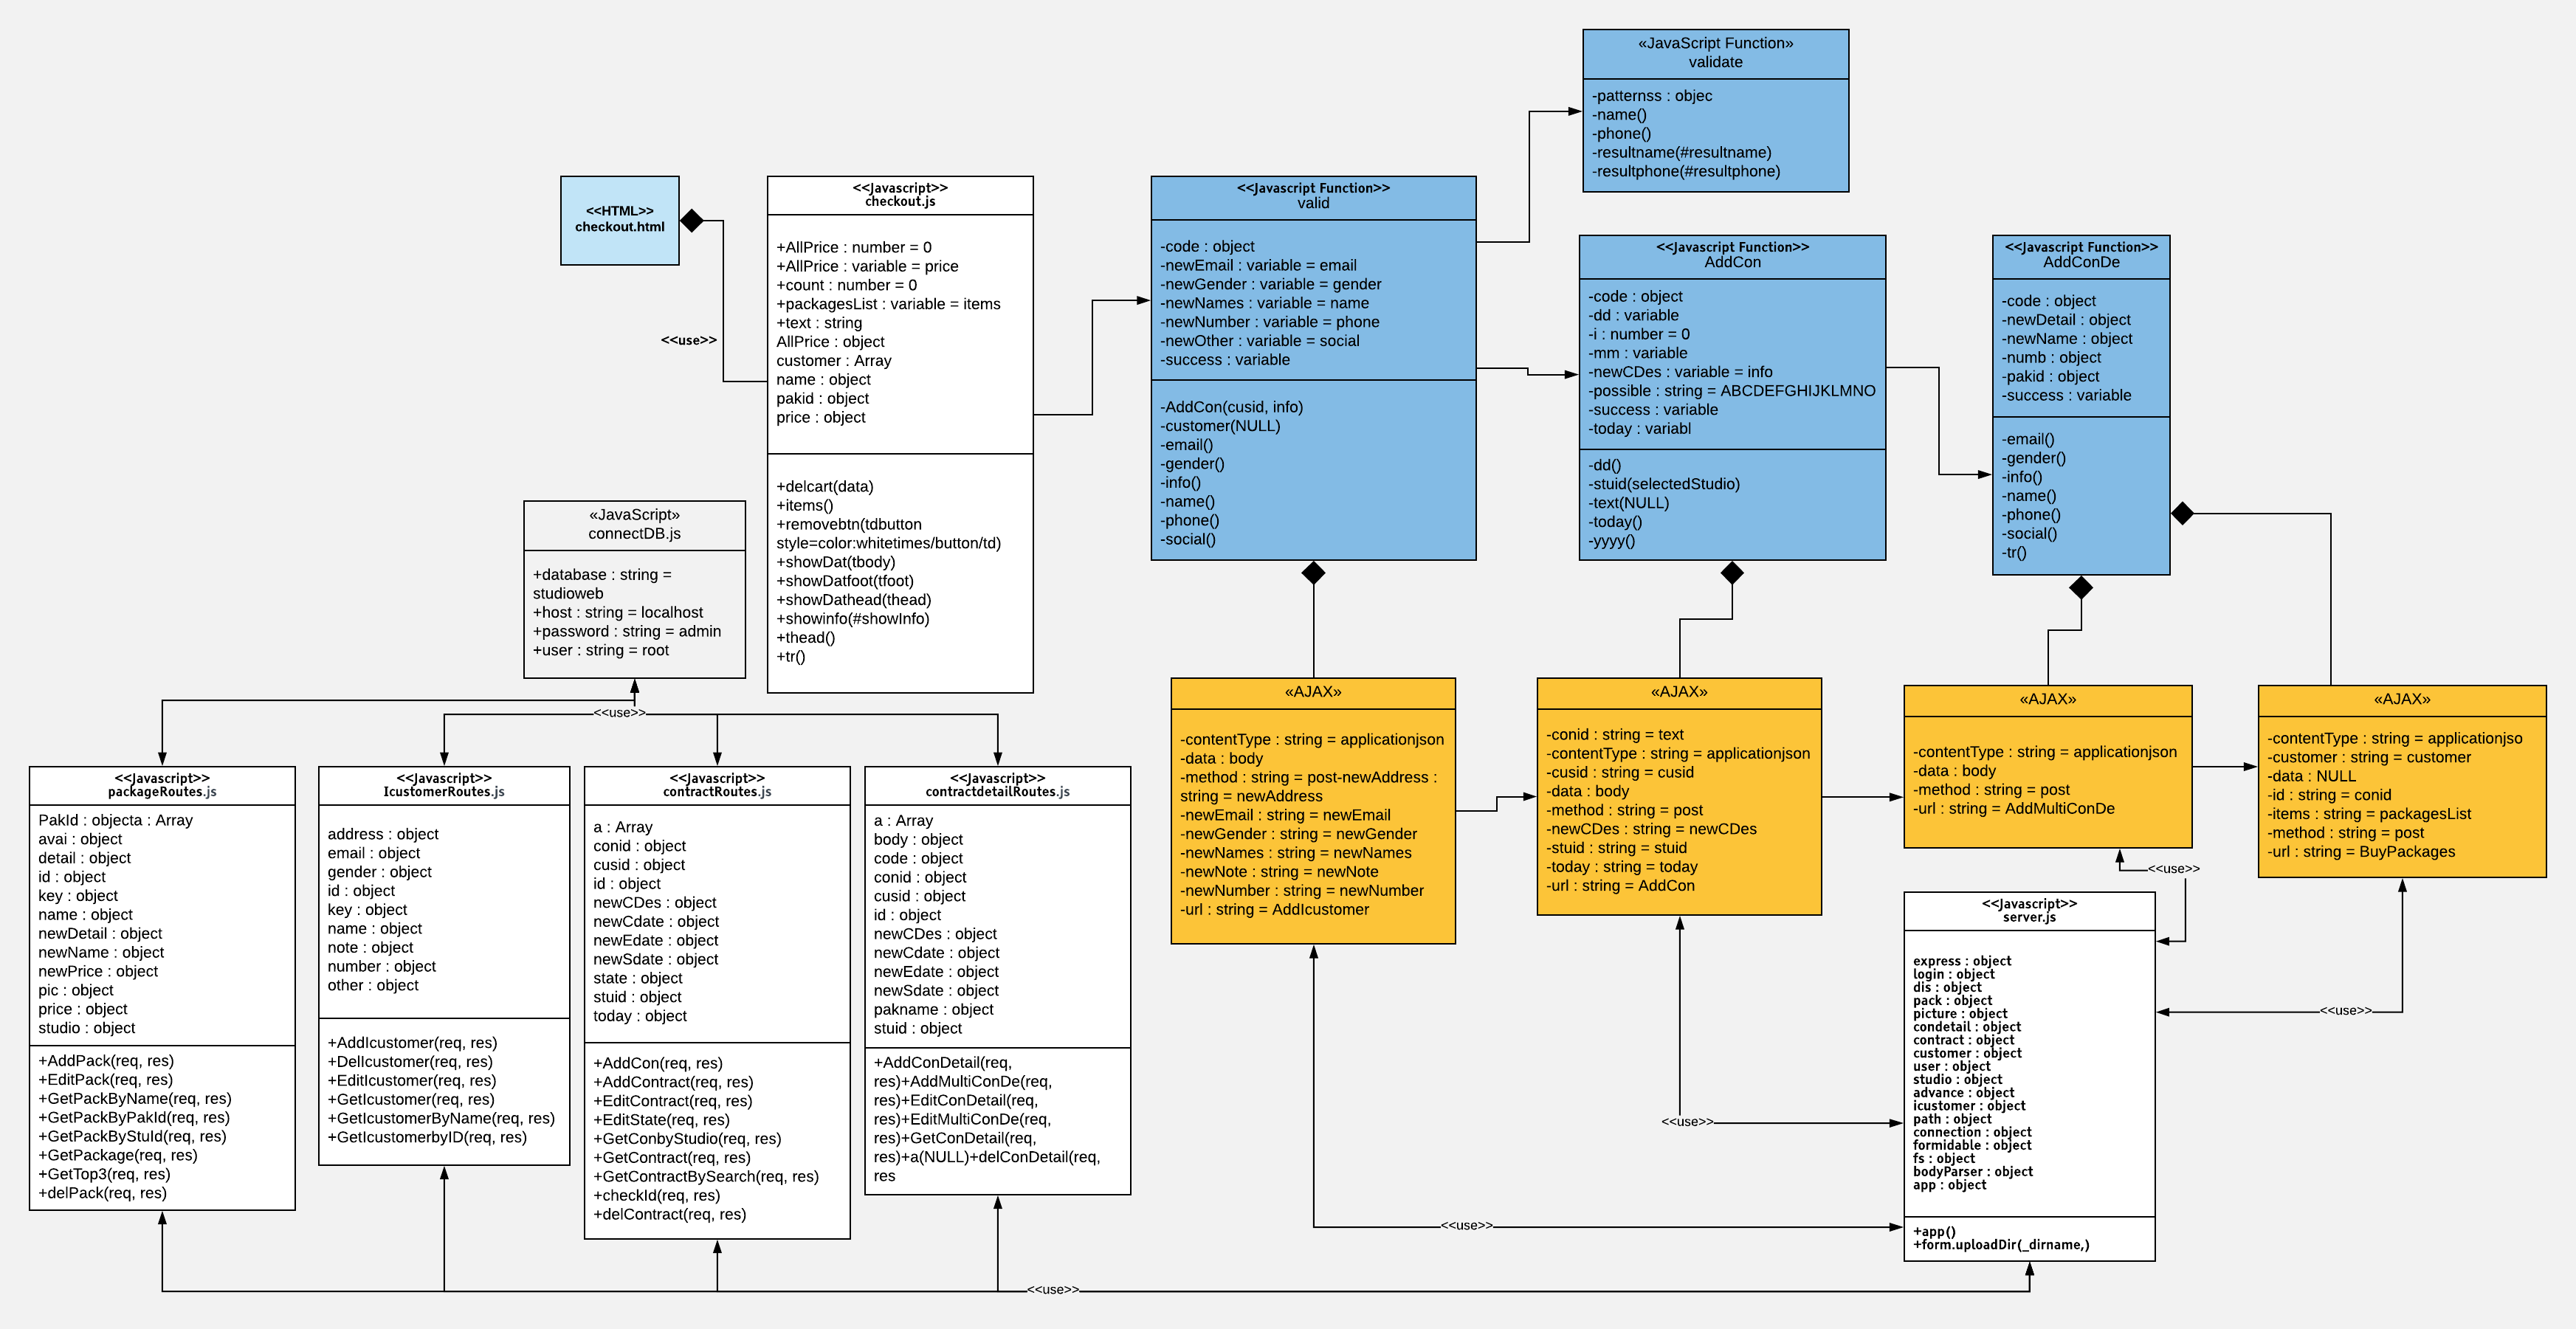 «JavaScript Function»
validate
-patternss : objec
-name()
-phone()
-resultname(#resultname)
-resultphone(#resultphone)
<<HTML>>
checkout.html
<<use>>
<<Javascript>>
checkout.js
+AllPrice : number = 0
+AllPrice : variable = price
+count : number = 0
+packagesList : variable = items
+text : string
AllPrice : object
customer : Array
name : object
pakid : object
price : object
+delcart(data)
+items()
+removebtn(tdbutton
style=color:whitetimes/button/td)
+showDat(tbody)
+showDatfoot(tfoot)
+showDathead(thead)
+showinfo(#showInfo)
+thead()
+tr()
<<Javascript Function>>
valid
-code : object
-newEmail : variable = email
-newGender : variable = gender
-newNames : variable = name
-newNumber : variable = phone
-newOther : variable = social
-success : variable
-AddCon(cusid, info)
-customer(NULL)
-email()
-gender()
-info()
-name()
-phone()
-social()
<<Javascript Function>>
AddCon
-code : object
-dd : variable
-i : number = 0
-mm : variable
-newCDes : variable = info
-possible : string = ABCDEFGHIJKLMNO
-success : variable
-today : variabl
-dd()
-stuid(selectedStudio)
-text(NULL)
-today()
-yyyy()
<<Javascript Function>>
AddConDe
-code : object
-newDetail : object
-newName : object
-numb : object
-pakid : object
-success : variable
-email()
-gender()
-info()
-name()
-phone()
-social()
-tr()
«JavaScript»
connectDB.js
+database : string =
studioweb
+host : string = localhost
+password : string = admin
+user : string = root
<<use>>
<<Javascript>>
packageRoutes.js
PakId : objecta : Array
avai : object
detail : object
id : object
key : object
name : object
newDetail : object
newName : object
newPrice : object
pic : object
price : object
studio : object
+AddPack(req, res)
+EditPack(req, res)
+GetPackByName(req, res)
+GetPackByPakId(req, res)
+GetPackByStuId(req, res)
+GetPackage(req, res)
+GetTop3(req, res)
+delPack(req, res)
<<Javascript>>
IcustomerRoutes.js
address : object
email : object
gender : object
id : object
key : object
name : object
note : object
number : object
other : object
+AddIcustomer(req, res)
+DelIcustomer(req, res)
+EditIcustomer(req, res)
+GetIcustomer(req, res)
+GetIcustomerByName(req, res)
+GetIcustomerbyID(req, res)
<<Javascript>>
contractRoutes.js
a : Array
conid : object
cusid : object
id : object
newCDes : object
newCdate : object
newEdate : object
newSdate : object
state : object
stuid : object
today : object
+AddCon(req, res)
+AddContract(req, res)
+EditContract(req, res)
+EditState(req, res)
+GetConbyStudio(req, res)
+GetContract(req, res)
+GetContractBySearch(req, res)
+checkId(req, res)
+delContract(req, res)
<<Javascript>>
contractdetailRoutes.js
a : Array
body : object
code : object
conid : object
cusid : object
id : object
newCDes : object
newCdate : object
newEdate : object
newSdate : object
pakname : object
stuid : object
+AddConDetail(req,
res)+AddMultiConDe(req,
res)+EditConDetail(req,
res)+EditMultiConDe(req,
res)+GetConDetail(req,
res)+a(NULL)+delConDetail(req,
res
«AJAX»
-contentType : string = applicationjson
-data : body
-method : string = post-newAddress :
string = newAddress
-newEmail : string = newEmail
-newGender : string = newGender
-newNames : string = newNames
-newNote : string = newNote
-newNumber : string = newNumber
-url : string = AddIcustomer
«AJAX»
-conid : string = text
-contentType : string = applicationjson
-cusid : string = cusid
-data : body
-method : string = post
-newCDes : string = newCDes
-stuid : string = stuid
-today : string = today
-url : string = AddCon
«AJAX»
-contentType : string = applicationjson
-data : body
-method : string = post
-url : string = AddMultiConDe
«AJAX»
-contentType : string = applicationjso
-customer : string = customer
-data : NULL
-id : string = conid
-items : string = packagesList
-method : string = post
-url : string = BuyPackages
<<use>>
<<Javascript>>
server.js
express : object
login : object
dis : object
pack : object
picture : object
condetail : object
contract : object
customer : object
user : object
studio : object
advance : object
icustomer : object
path : object
connection : object
formidable : object
fs : object
bodyParser : object
app : object
+app()
+form.uploadDir(_dirname,)
<<use>>
<<use>>
<<use>>
<<use>>